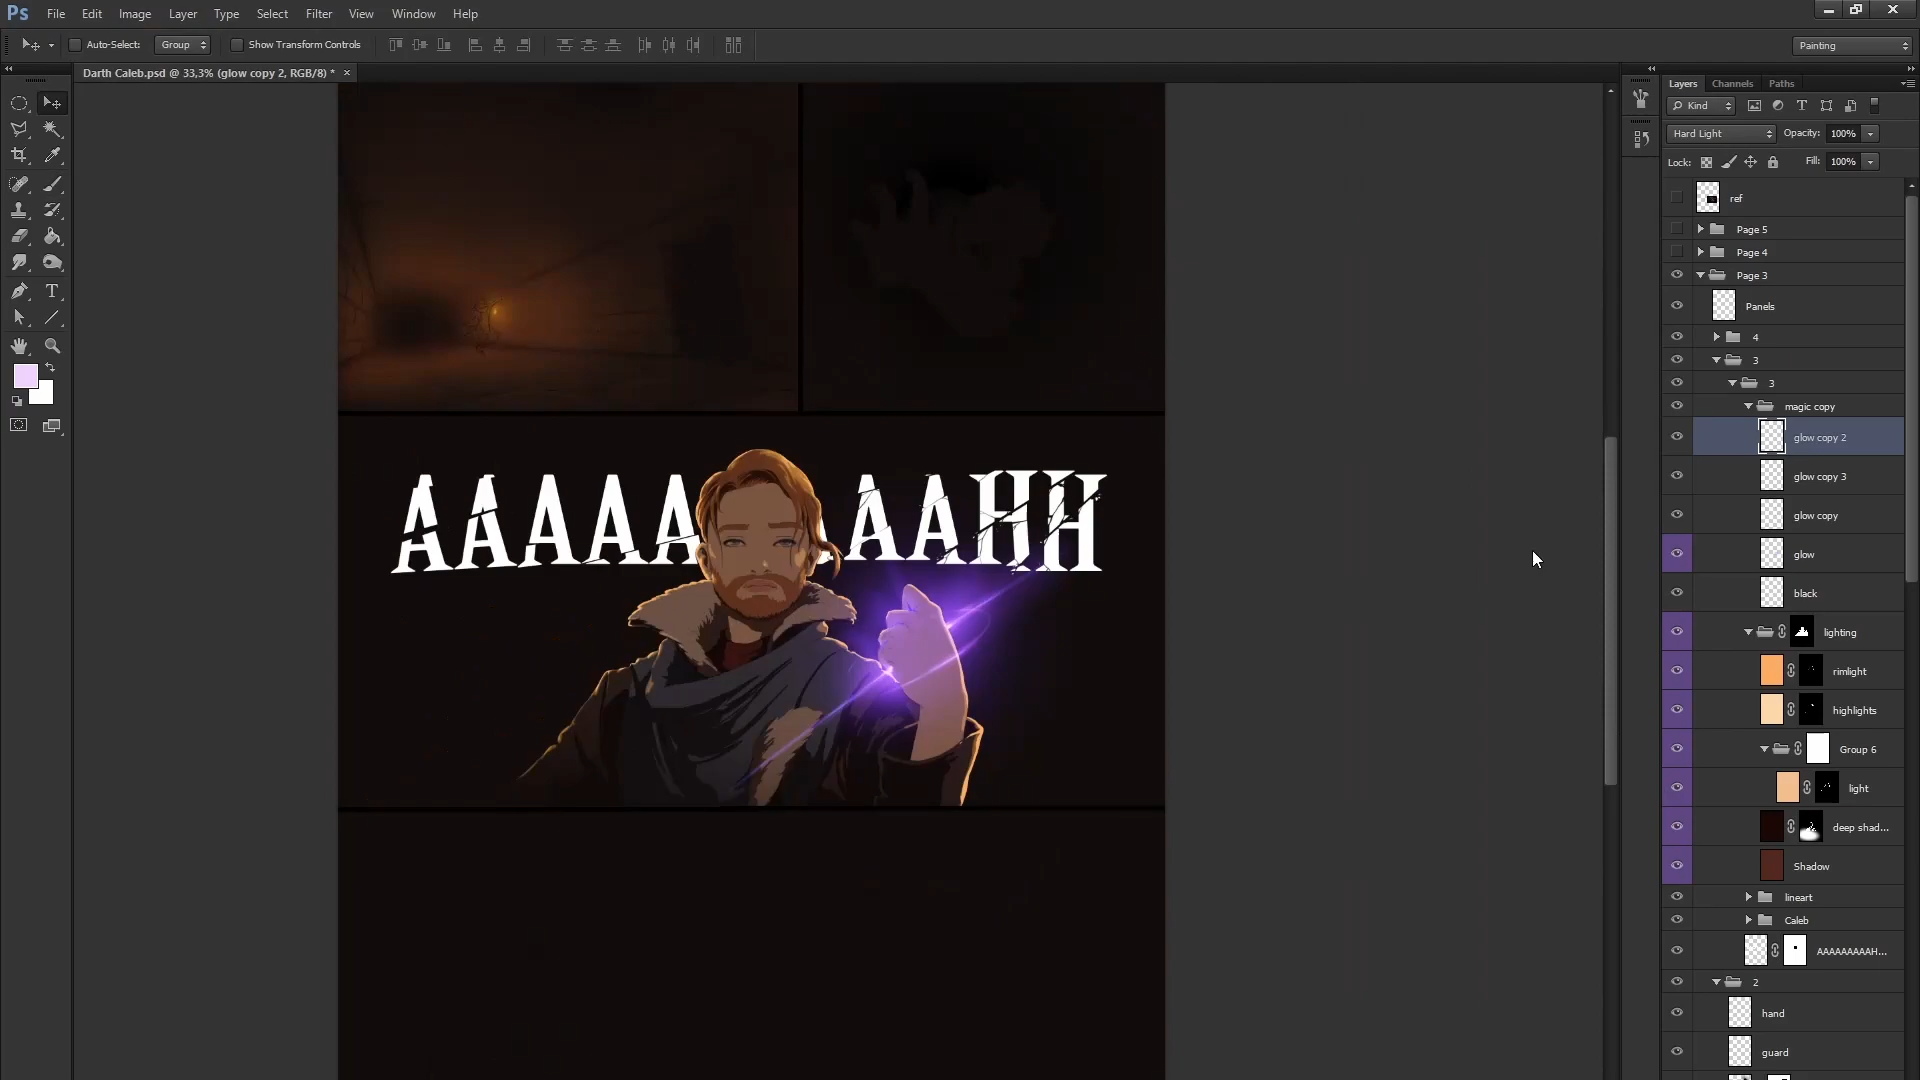 Ps File Edit Image Layer Type Select Filter View Window Help
Auto-Select: Group Show Transform Controls Painting
Darth Caleb.psd @ 33,3% (glow copy 2, RGB/8) * ×
Layers Channels Paths
Kind
Hard Light Opacity: 100%
Lock: Fill: 100%
ref
Page 5
Page 4
Page 3
Panels
4
3
3
magic copy
glow copy 2
glow copy 3
glow copy
glow
black
lighting
rimlight
highlights
Group 6
light
deep shad...
Shadow
lineart
Caleb
AAAAAAAAAH...
2
hand
guard
AAAAA AAAHH